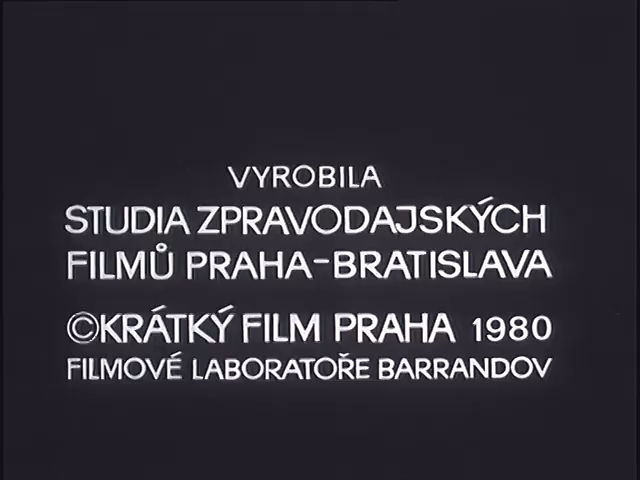 VYROBILA
STUDIA ZPRAVODAJSKÝCH
FILMŮ PRAHA-BRATISLAVA
©KRÁTKÝ FILM PRAHA 1980
FILMOVÉ LABORATOŘE BARRANDOV